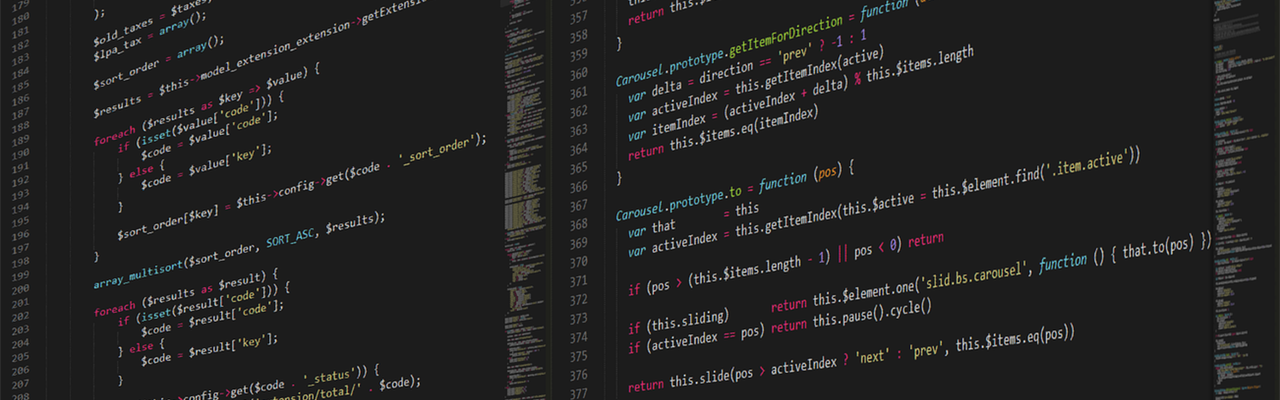 179
180 );
181
182 $old_taxes = $taxes
183 $lpa_tax = array();
184
185 $sort_order = array();
186
187 $results = $this->model_extension_extension->getExtens
188
189 foreach ($results as $key => $value) {
190 if (isset($value['code'])) {
191 $code = $value['code'];
192 } else {
193 $code = $value['key'];
194 }
195
196 $sort_order[$key] = $this->config->get($code . '_sort_order');
197 }
198
199 array_multisort($sort_order, SORT_ASC, $results);
200
201 foreach ($results as $result) {
202 if (isset($result['code'])) {
203 $code = $result['code'];
204 } else {
205 $code = $result['key'];
206 }
207
208 config->get($code . '_status')) {
ension/total/' . $code);
return this.$
357
358 }
359
360 Carousel.prototype.getItemForDirection = function (
361 var delta = direction == 'prev' ? -1 : 1
362 var activeIndex = this.getItemIndex(active)
363 var itemIndex = (activeIndex + delta) % this.$items.length
364 return this.$items.eq(itemIndex)
365 }
366
367 Carousel.prototype.to = function (pos) {
368 var that = this
369 var activeIndex = this.getItemIndex(this.$active = this.$element.find('.item.active'))
370
371 if (pos > (this.$items.length - 1) || pos < 0) return
372
373 if (this.sliding) return this.$element.one('slid.bs.carousel', function () { that.to(pos) })
374 if (activeIndex == pos) return this.pause().cycle()
375
376 return this.slide(pos > activeIndex ? 'next' : 'prev', this.$items.eq(pos))
377